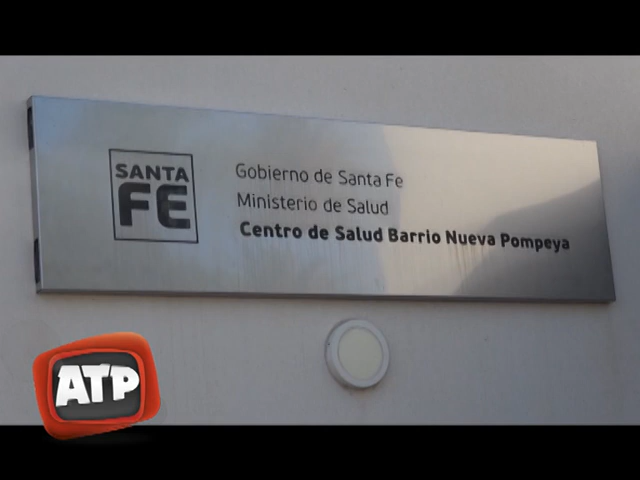 SANTA
FE
Gobierno de Santa Fe
Ministerio de Salud
Centro de Salud Barrio Nueva Pompeya
ATP